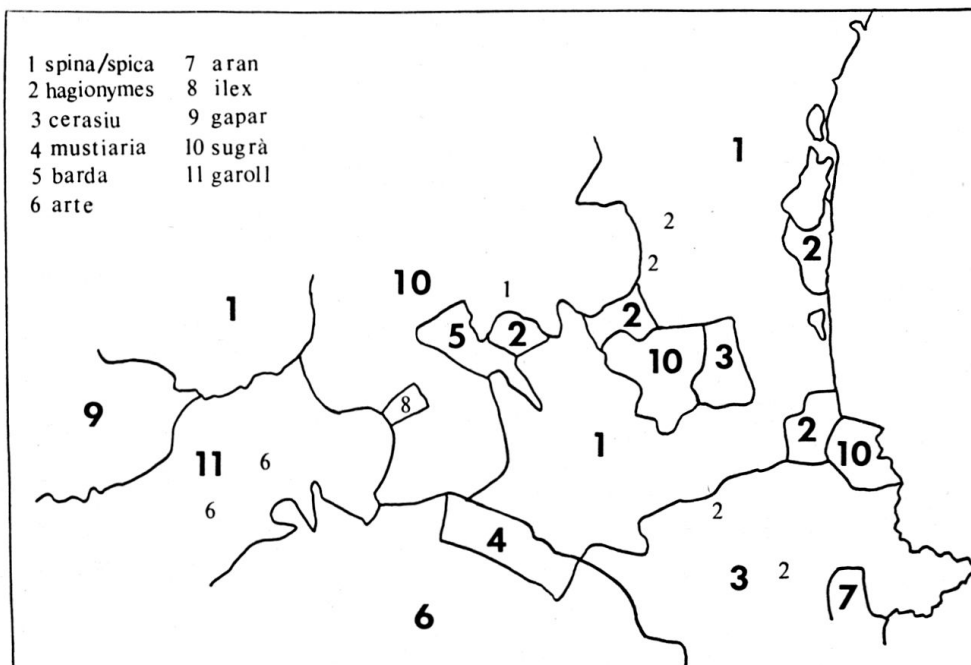 1 spina/spica
2 hagionymes
3 cerasiu
4 mustiaria
5 barda
6 arte
7 aran
8 ilex
9 gapar
10 sugrà
11 garoll
1
2
2
2
10
1
1
2
5
2
10
3
9
8
2
1
10
11
6
6
2
4
3
2
7
6